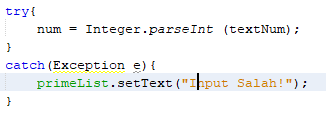 try{
num = Integer.parseInt (textNum);
}
catch(Exception e){
primeList.setText("Input Salah!");
}